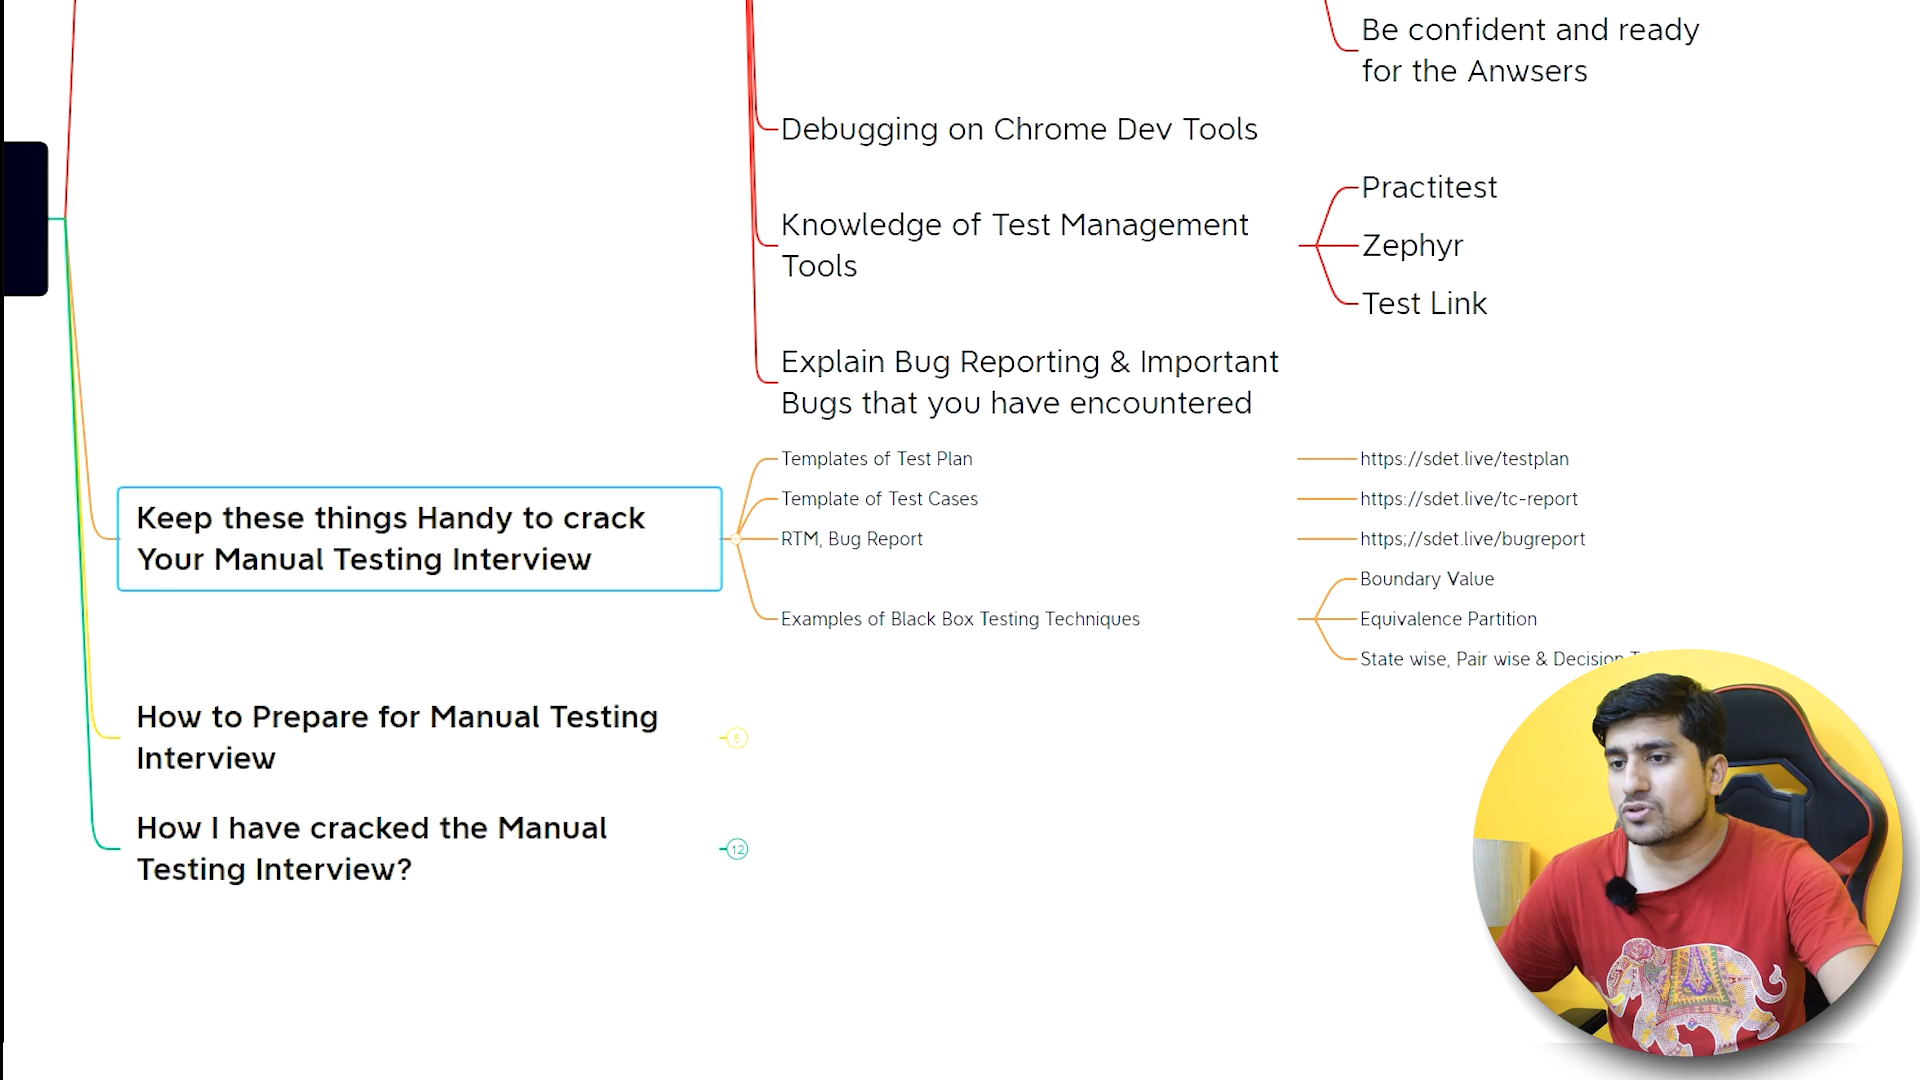 Be confident and ready
for the Anwsers
Debugging on Chrome Dev Tools
Practitest
Knowledge of Test Management
Tools
Zephyr
Test Link
Explain Bug Reporting & Important
Bugs that you have encountered
Keep these things Handy to crack
Your Manual Testing Interview
Templates of Test Plan
https://sdet.live/testplan
Template of Test Cases
https://sdet.live/tc-report
RTM, Bug Report
https;//sdet.live/bugreport
Examples of Black Box Testing Techniques
Boundary Value
Equivalence Partition
State wise, Pair wise & Decision
How to Prepare for Manual Testing
Interview
5
How I have cracked the Manual
Testing Interview?
12